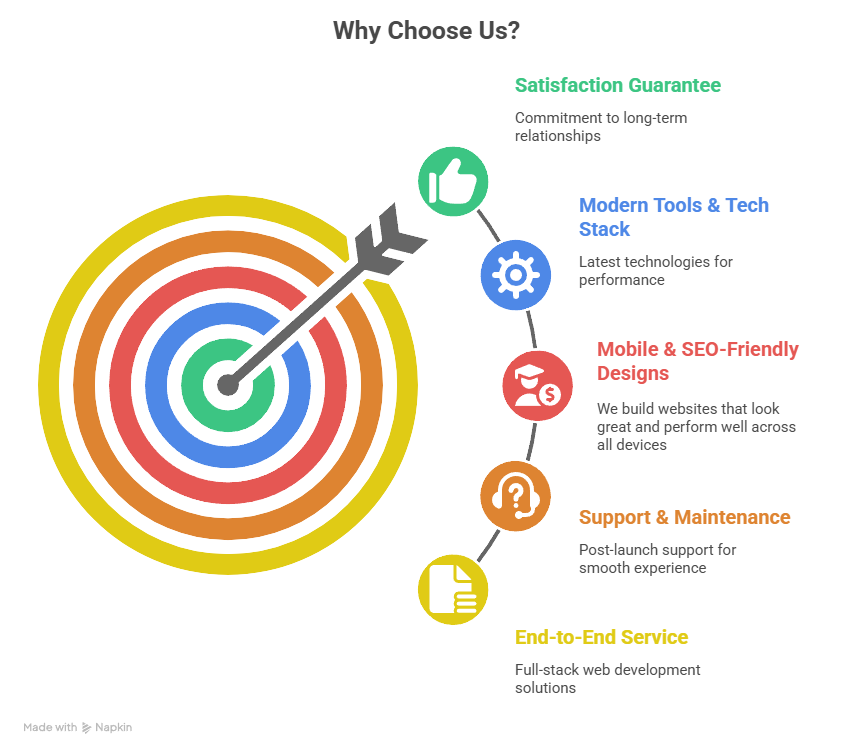 Why Choose Us?
Satisfaction Guarantee
Commitment to long-term
relationships
Modern Tools & Tech
Stack
Latest technologies for
performance
Mobile & SEO-Friendly
Designs
We build websites that look
great and perform well across
all devices
Support & Maintenance
Post-launch support for
smooth experience
End-to-End Service
Full-stack web development
solutions
Made with Napkin